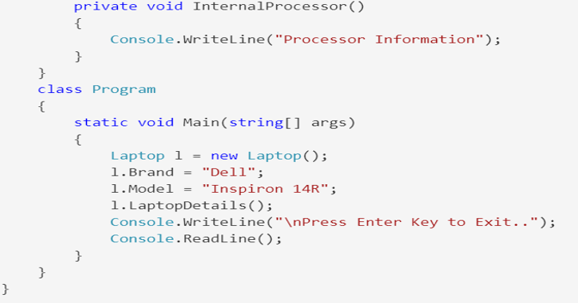 private void InternalProcessor()
{
Console.WriteLine("Processor Information");
}
}
class Program
{
static void Main(string[] args)
{
Laptop l = new Laptop();
l.Brand = "Dell";
l.Model = "Inspiron 14R";
l.LaptopDetails();
Console.WriteLine("\nPress Enter Key to Exit..");
Console.ReadLine();
}
}
}